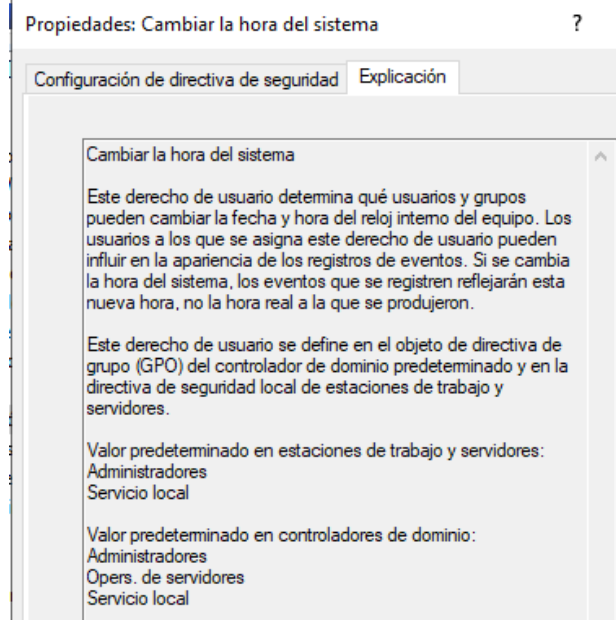 Propiedades: Cambiar la hora del sistema ?
Configuración de directiva de seguridad Explicación
Cambiar la hora del sistema
Este derecho de usuario determina qué usuarios y grupos
pueden cambiar la fecha y hora del reloj interno del equipo. Los
usuarios a los que se asigna este derecho de usuario pueden
influir en la apariencia de los registros de eventos. Si se cambia
la hora del sistema, los eventos que se registren reflejarán esta
nueva hora, no la hora real a la que se produjeron.
Este derecho de usuario se define en el objeto de directiva de
grupo (GPO) del controlador de dominio predeterminado y en la
directiva de seguridad local de estaciones de trabajo y
servidores.
Valor predeterminado en estaciones de trabajo y servidores:
Administradores
Servicio local
Valor predeterminado en controladores de dominio:
Administradores
Opers. de servidores
Servicio local